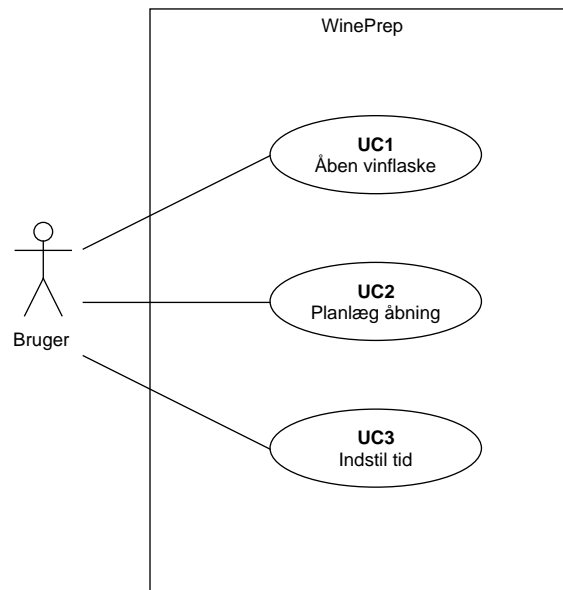 WinePrep
UC1
Åben vinflaske
UC2
Planlæg åbning
Bruger
UC3
Indstil tid